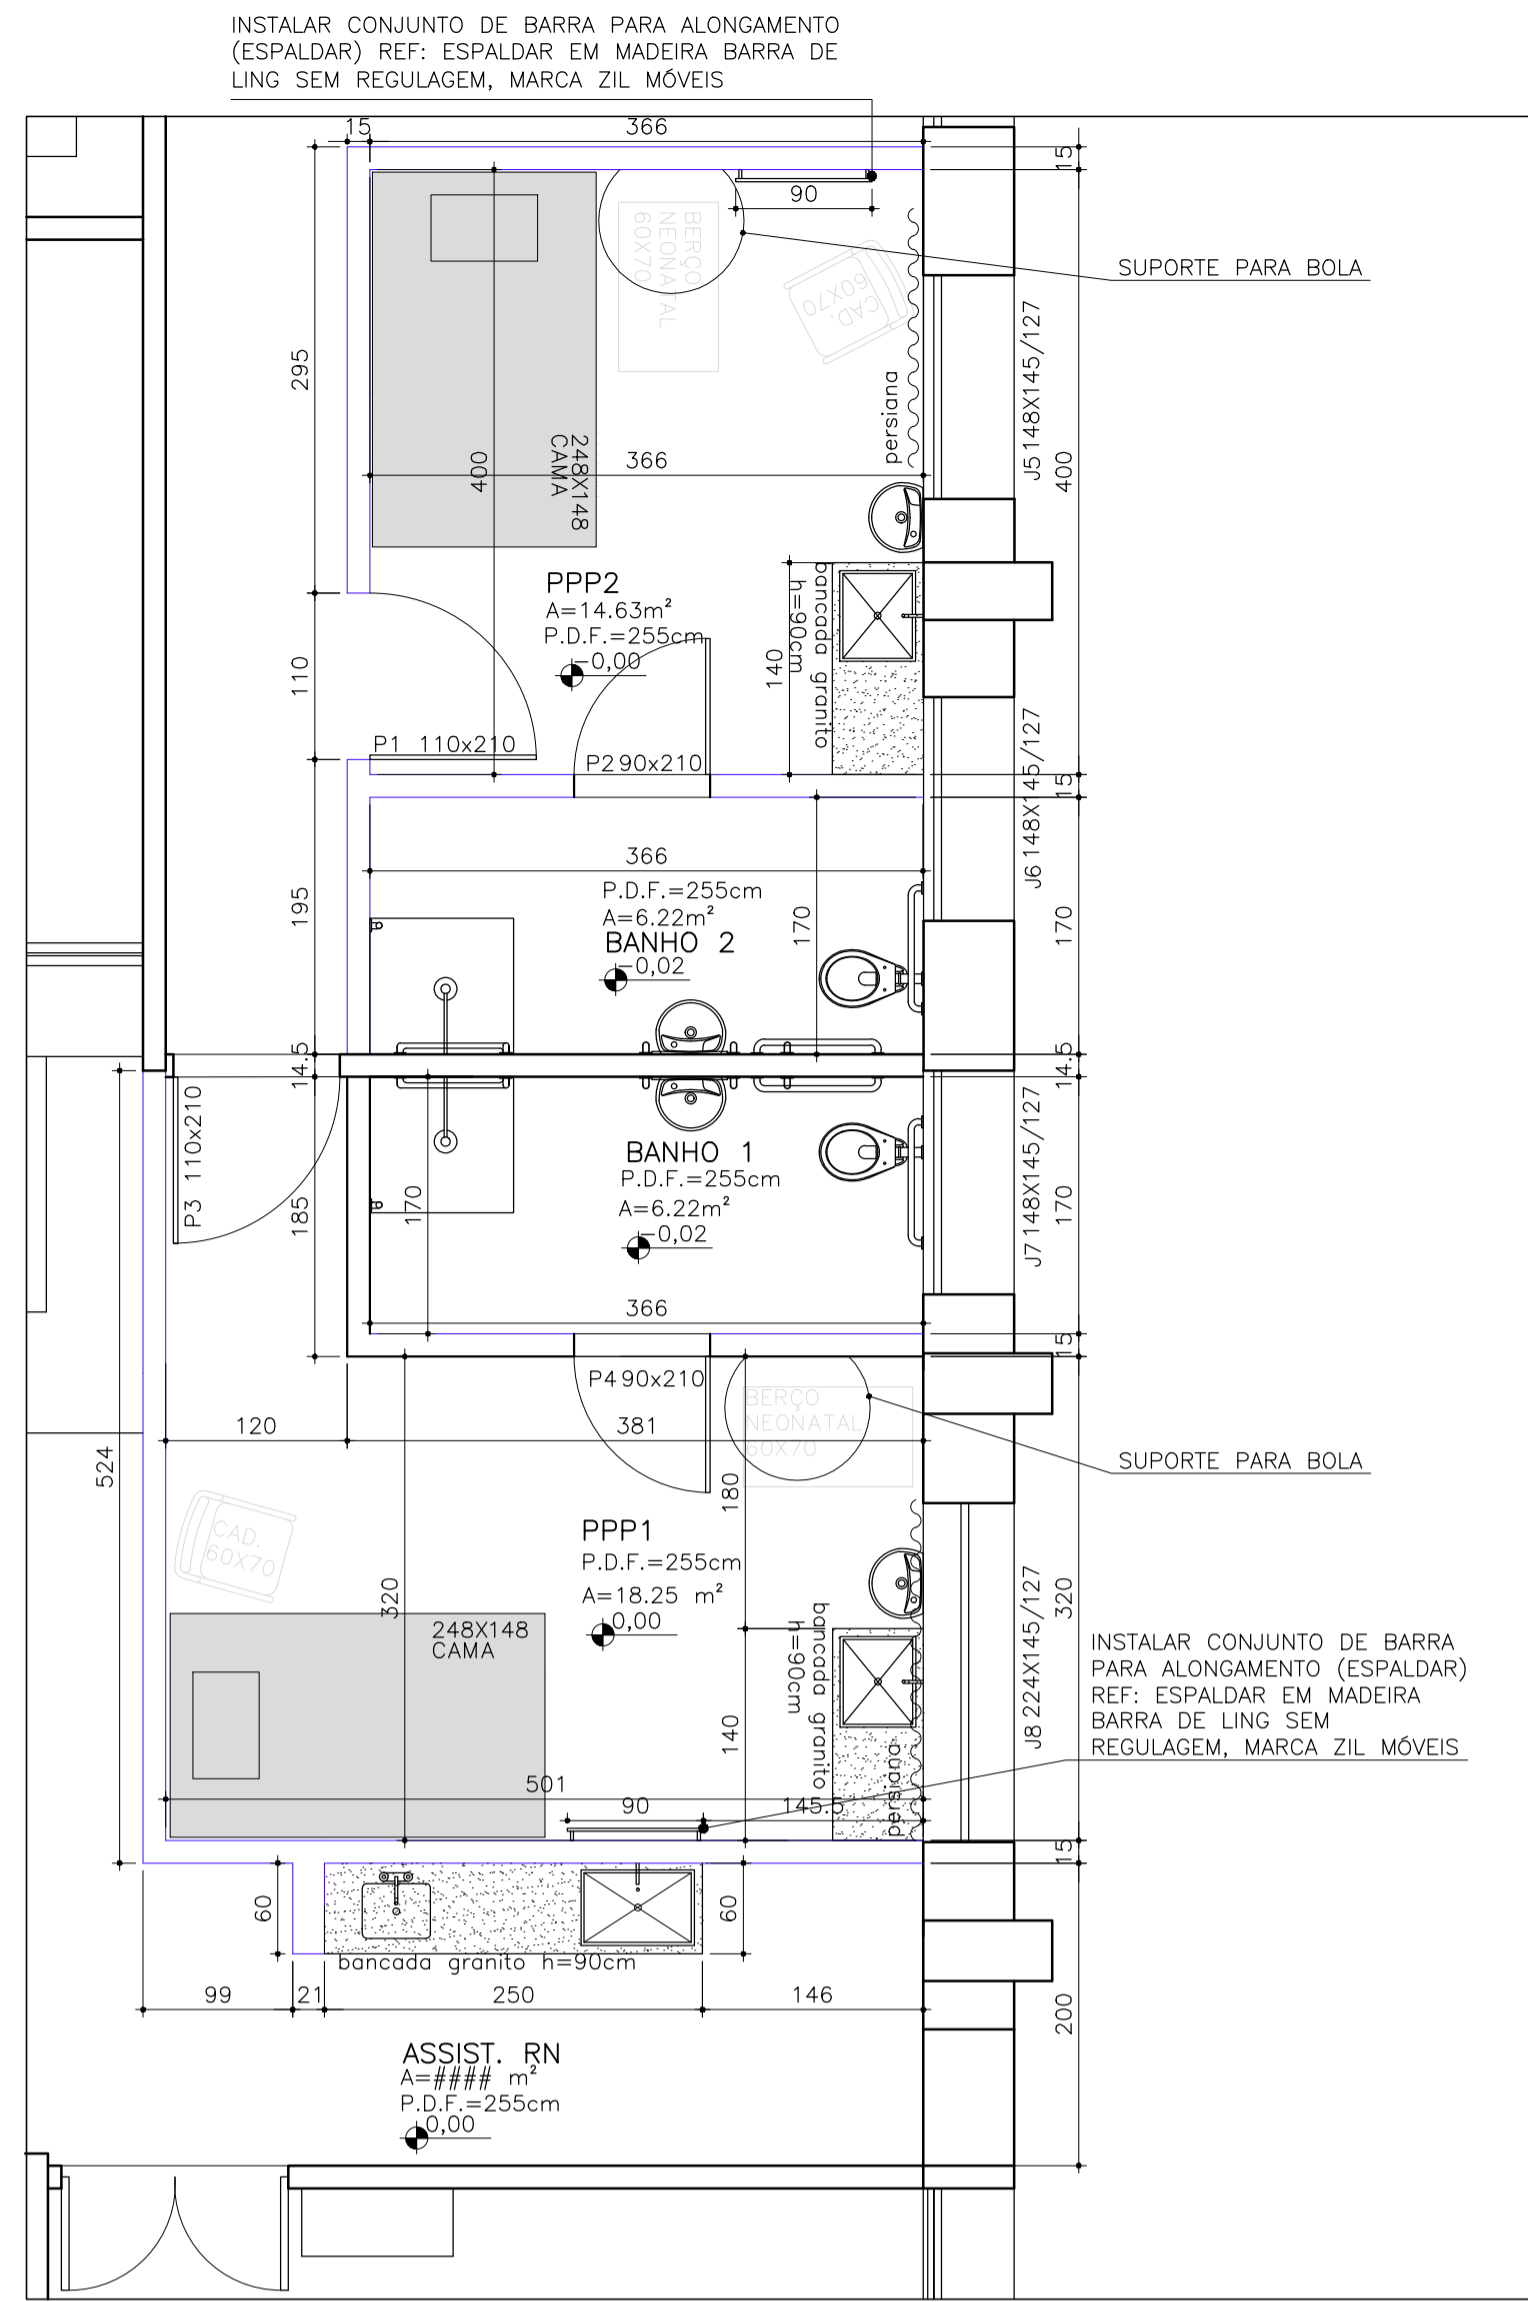 INSTALAR CONJUNTO DE BARRA PARA ALONGAMENTO
(ESPALDAR) REF: ESPALDAR EM MADEIRA BARRA DE
LING SEM REGULAGEM, MARCA ZIL MÓVEIS
15
366
15
90
BERÇO
NEONATAL
60X70
CAD.
60X70
SUPORTE PARA BOLA
295
persiana
J5 148X145/127
248X148
CAMA
400
366
400
PPP2
A=14.63m²
P.D.F.=255cm
-0,00
bancada granito
h=90cm
140
110
P1 110x210
P2 90x210
15
J6 148X145/127
366
195
P.D.F.=255cm
A=6.22m²
BANHO 2
-0,02
170
170
14.5
14.5
P3 110x210
BANHO 1
P.D.F.=255cm
A=6.22m²
-0,02
185
170
170
J7 148X145/127
366
15
P4 90x210
BERÇO
NEONATAL
60X70
120
381
524
SUPORTE PARA BOLA
180
CAD.
60X70
PPP1
P.D.F.=255cm
A=18.25 m²
0,00
320
320
J8 224X145/127
248X148
CAMA
bancada granito
h=90cm
140
persiana
INSTALAR CONJUNTO DE BARRA
PARA ALONGAMENTO (ESPALDAR)
REF: ESPALDAR EM MADEIRA
BARRA DE LING SEM
REGULAGEM, MARCA ZIL MÓVEIS
501
90
145.5
15
60
60
bancada granito h=90cm
99
21
250
146
200
ASSIST. RN
A=#### m²
P.D.F.=255cm
0,00